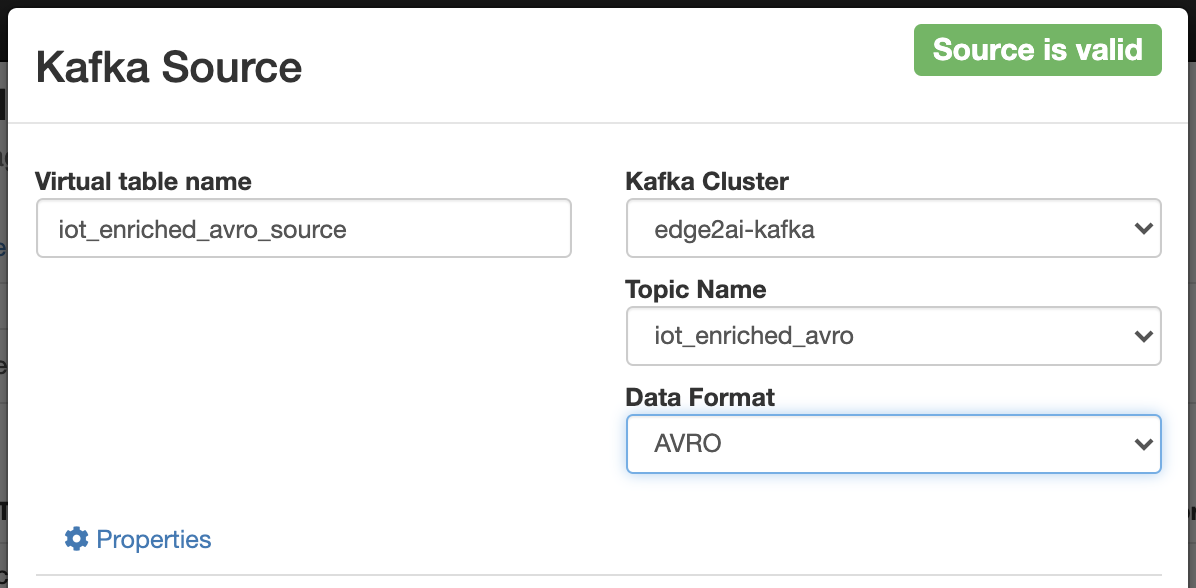 Kafka Source
Source is valid
Virtual table name
iot_enriched_avro_source
Kafka Cluster
edge2ai-kafka
Topic Name
iot_enriched_avro
Data Format
AVRO
Properties